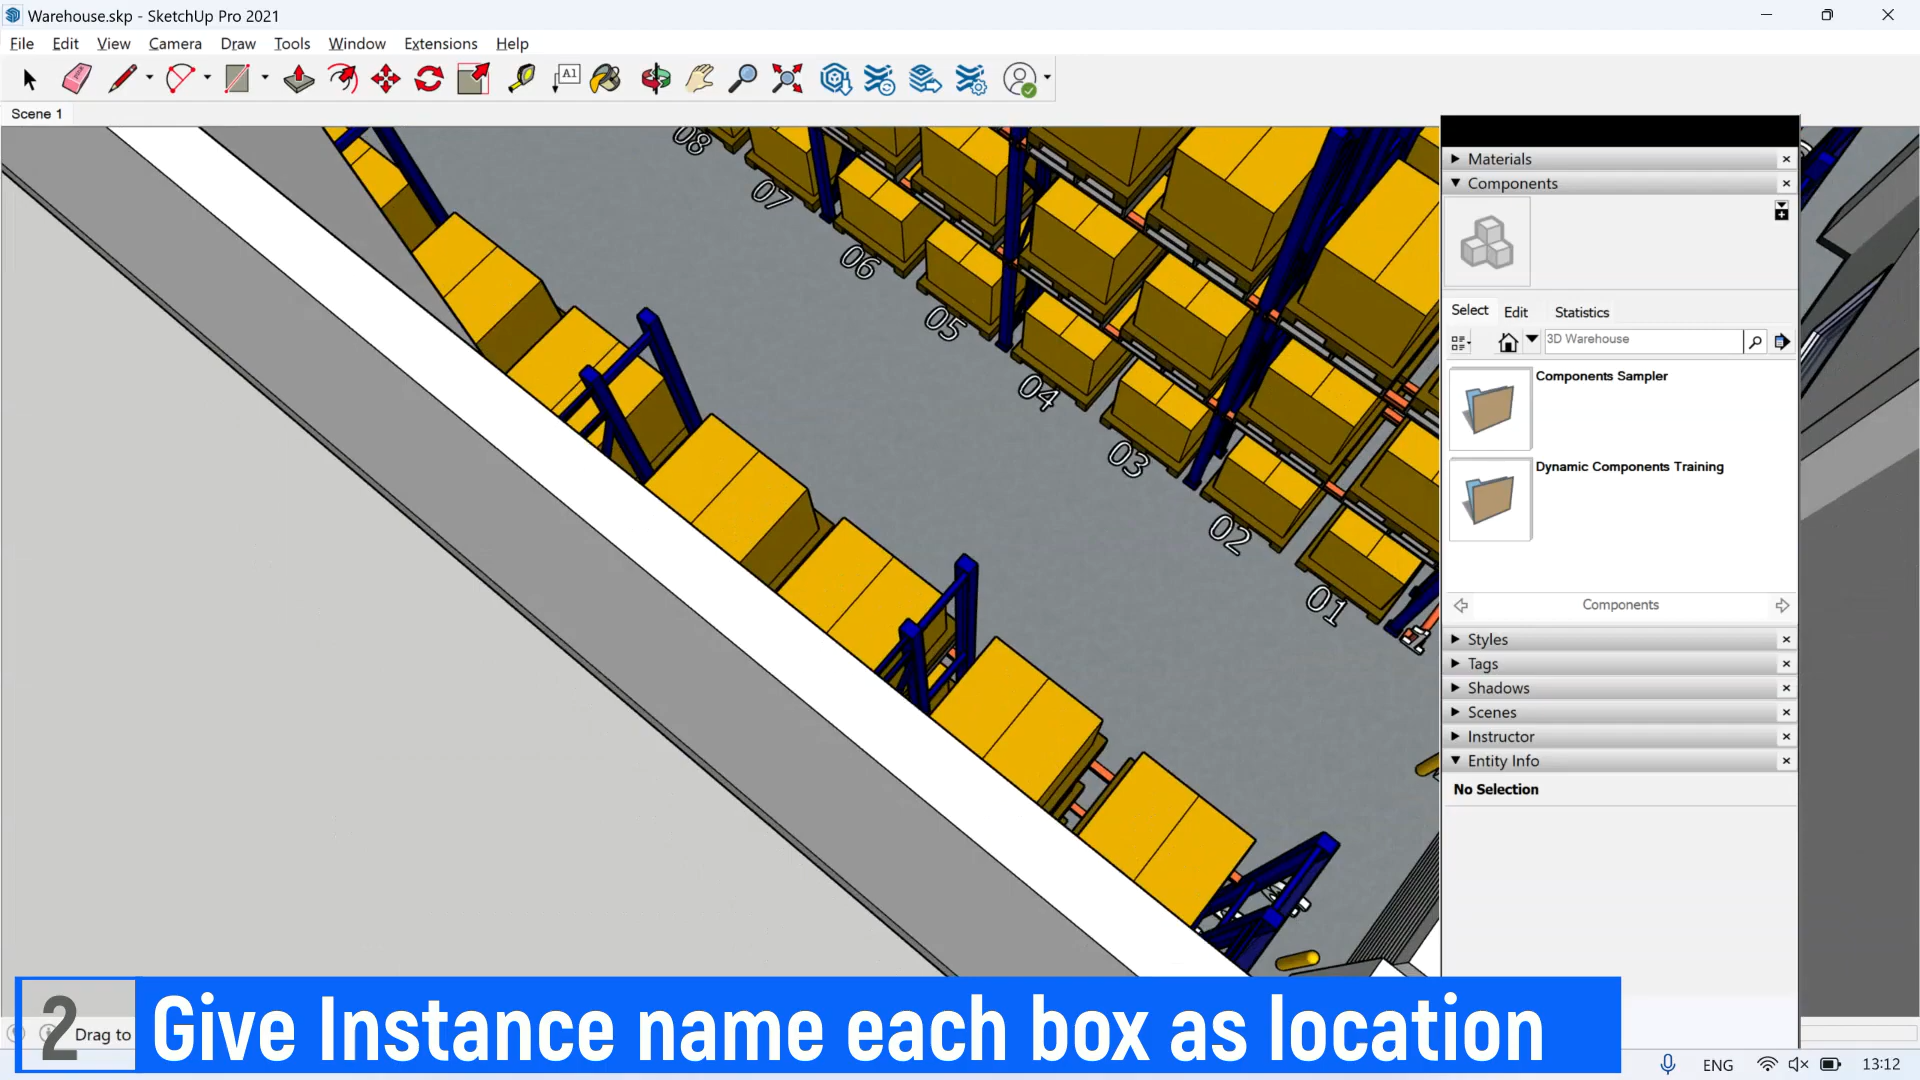 Warehouse.skp - SketchUp Pro 2021
File Edit View Camera Draw Tools Window Extensions Help
A1
Scene 1
08
07
06
05
04
03
02
01
Materials
Components
Select Edit Statistics
3D Warehouse
Components Sampler
Dynamic Components Training
Components
Styles
Tags
Shadows
Scenes
Instructor
Entity Info
No Selection
2 Give Instance name each box as location
Drag to
ENG 13:12